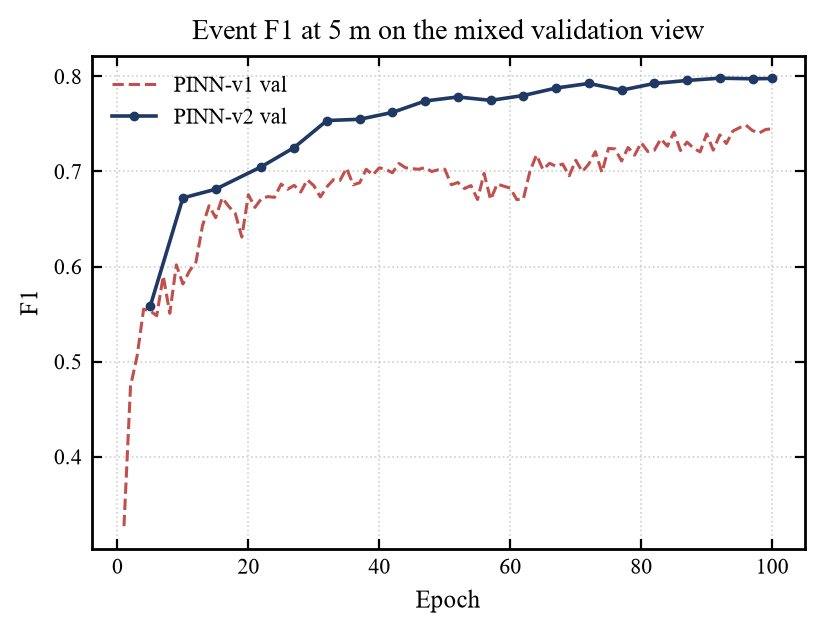 Event F1 at 5 m on the mixed validation view
PINN-v1 val
PINN-v2 val
0.8
0.7
0.6
0.5
0.4
F1
0 20 40 60 80 100
Epoch